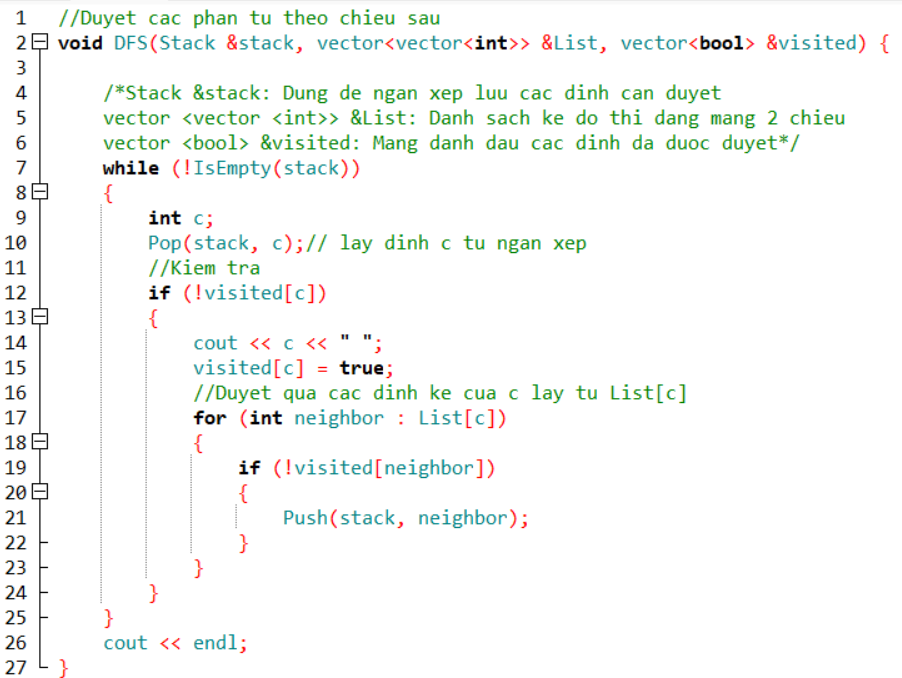 1 //Duyet cac phan tu theo chieu sau
2 void DFS(Stack &stack, vector<vector<int>> &List, vector<bool> &visited) {
3
4 /*Stack &stack: Dung de ngan xep luu cac dinh can duyet
5 vector <vector <int>> &List: Danh sach ke do thi dang mang 2 chieu
6 vector <bool> &visited: Mang danh dau cac dinh da duoc duyet*/
7 while (!IsEmpty(stack))
8 {
9 int c;
10 Pop(stack, c);// lay dinh c tu ngan xep
11 //Kiem tra
12 if (!visited[c])
13 {
14 cout << c << " ";
15 visited[c] = true;
16 //Duyet qua cac dinh ke cua c lay tu List[c]
17 for (int neighbor : List[c])
18 {
19 if (!visited[neighbor])
20 {
21 Push(stack, neighbor);
22 }
23 }
24 }
25 }
26 cout << endl;
27 }